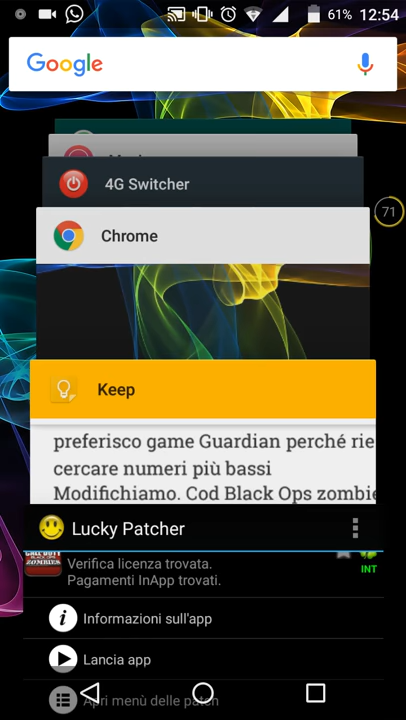 61% 12:54
Google
4G Switcher
71
Chrome
Keep
preferisco game Guardian perché rie
cercare numeri più bassi
Modifichiamo. Cod Black Ops zombie
Lucky Patcher
ZOMBIES
Verifica licenza trovata.
Pagamenti InApp trovati.
INT
Informazioni sull'app
Lancia app
Apri menù delle patch